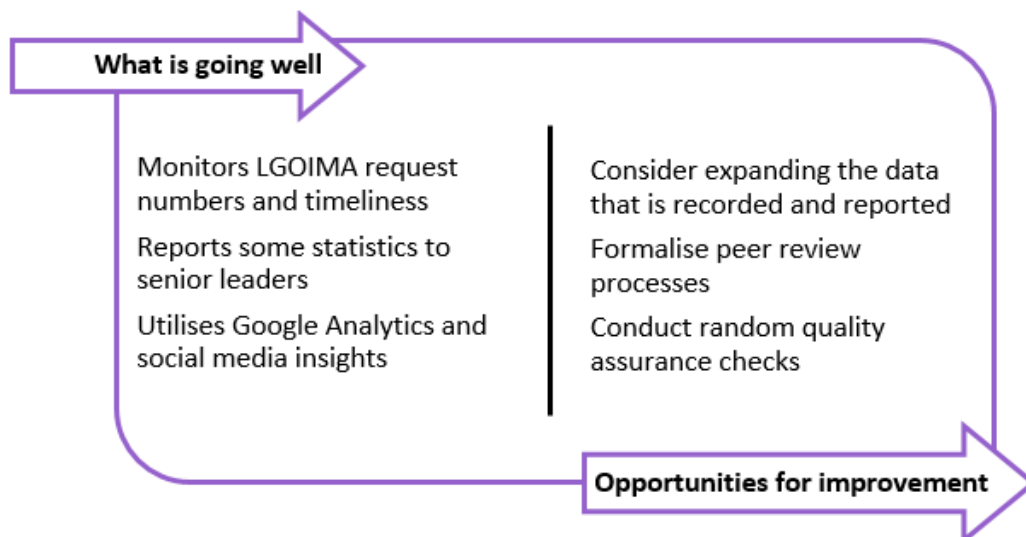 What is going well
Monitors LGOIMA request
numbers and timeliness
Reports some statistics to
senior leaders
Utilises Google Analytics and
social media insights
Consider expanding the data
that is recorded and reported
Formalise peer review
processes
Conduct random quality
assurance checks
Opportunities for improvement